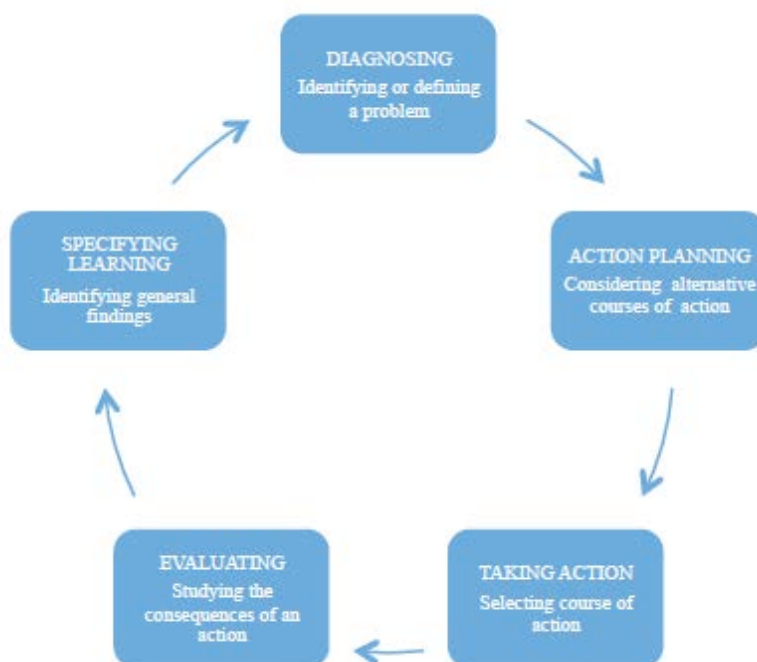 DIAGNOSING
Identifying or defining
a problem
ACTION PLANNING
Considering alternative
courses of action
TAKING ACTION
Selecting course of
action
EVALUATING
Studying the
consequences of an
action
SPECIFYING
LEARNING
Identifying general
findings